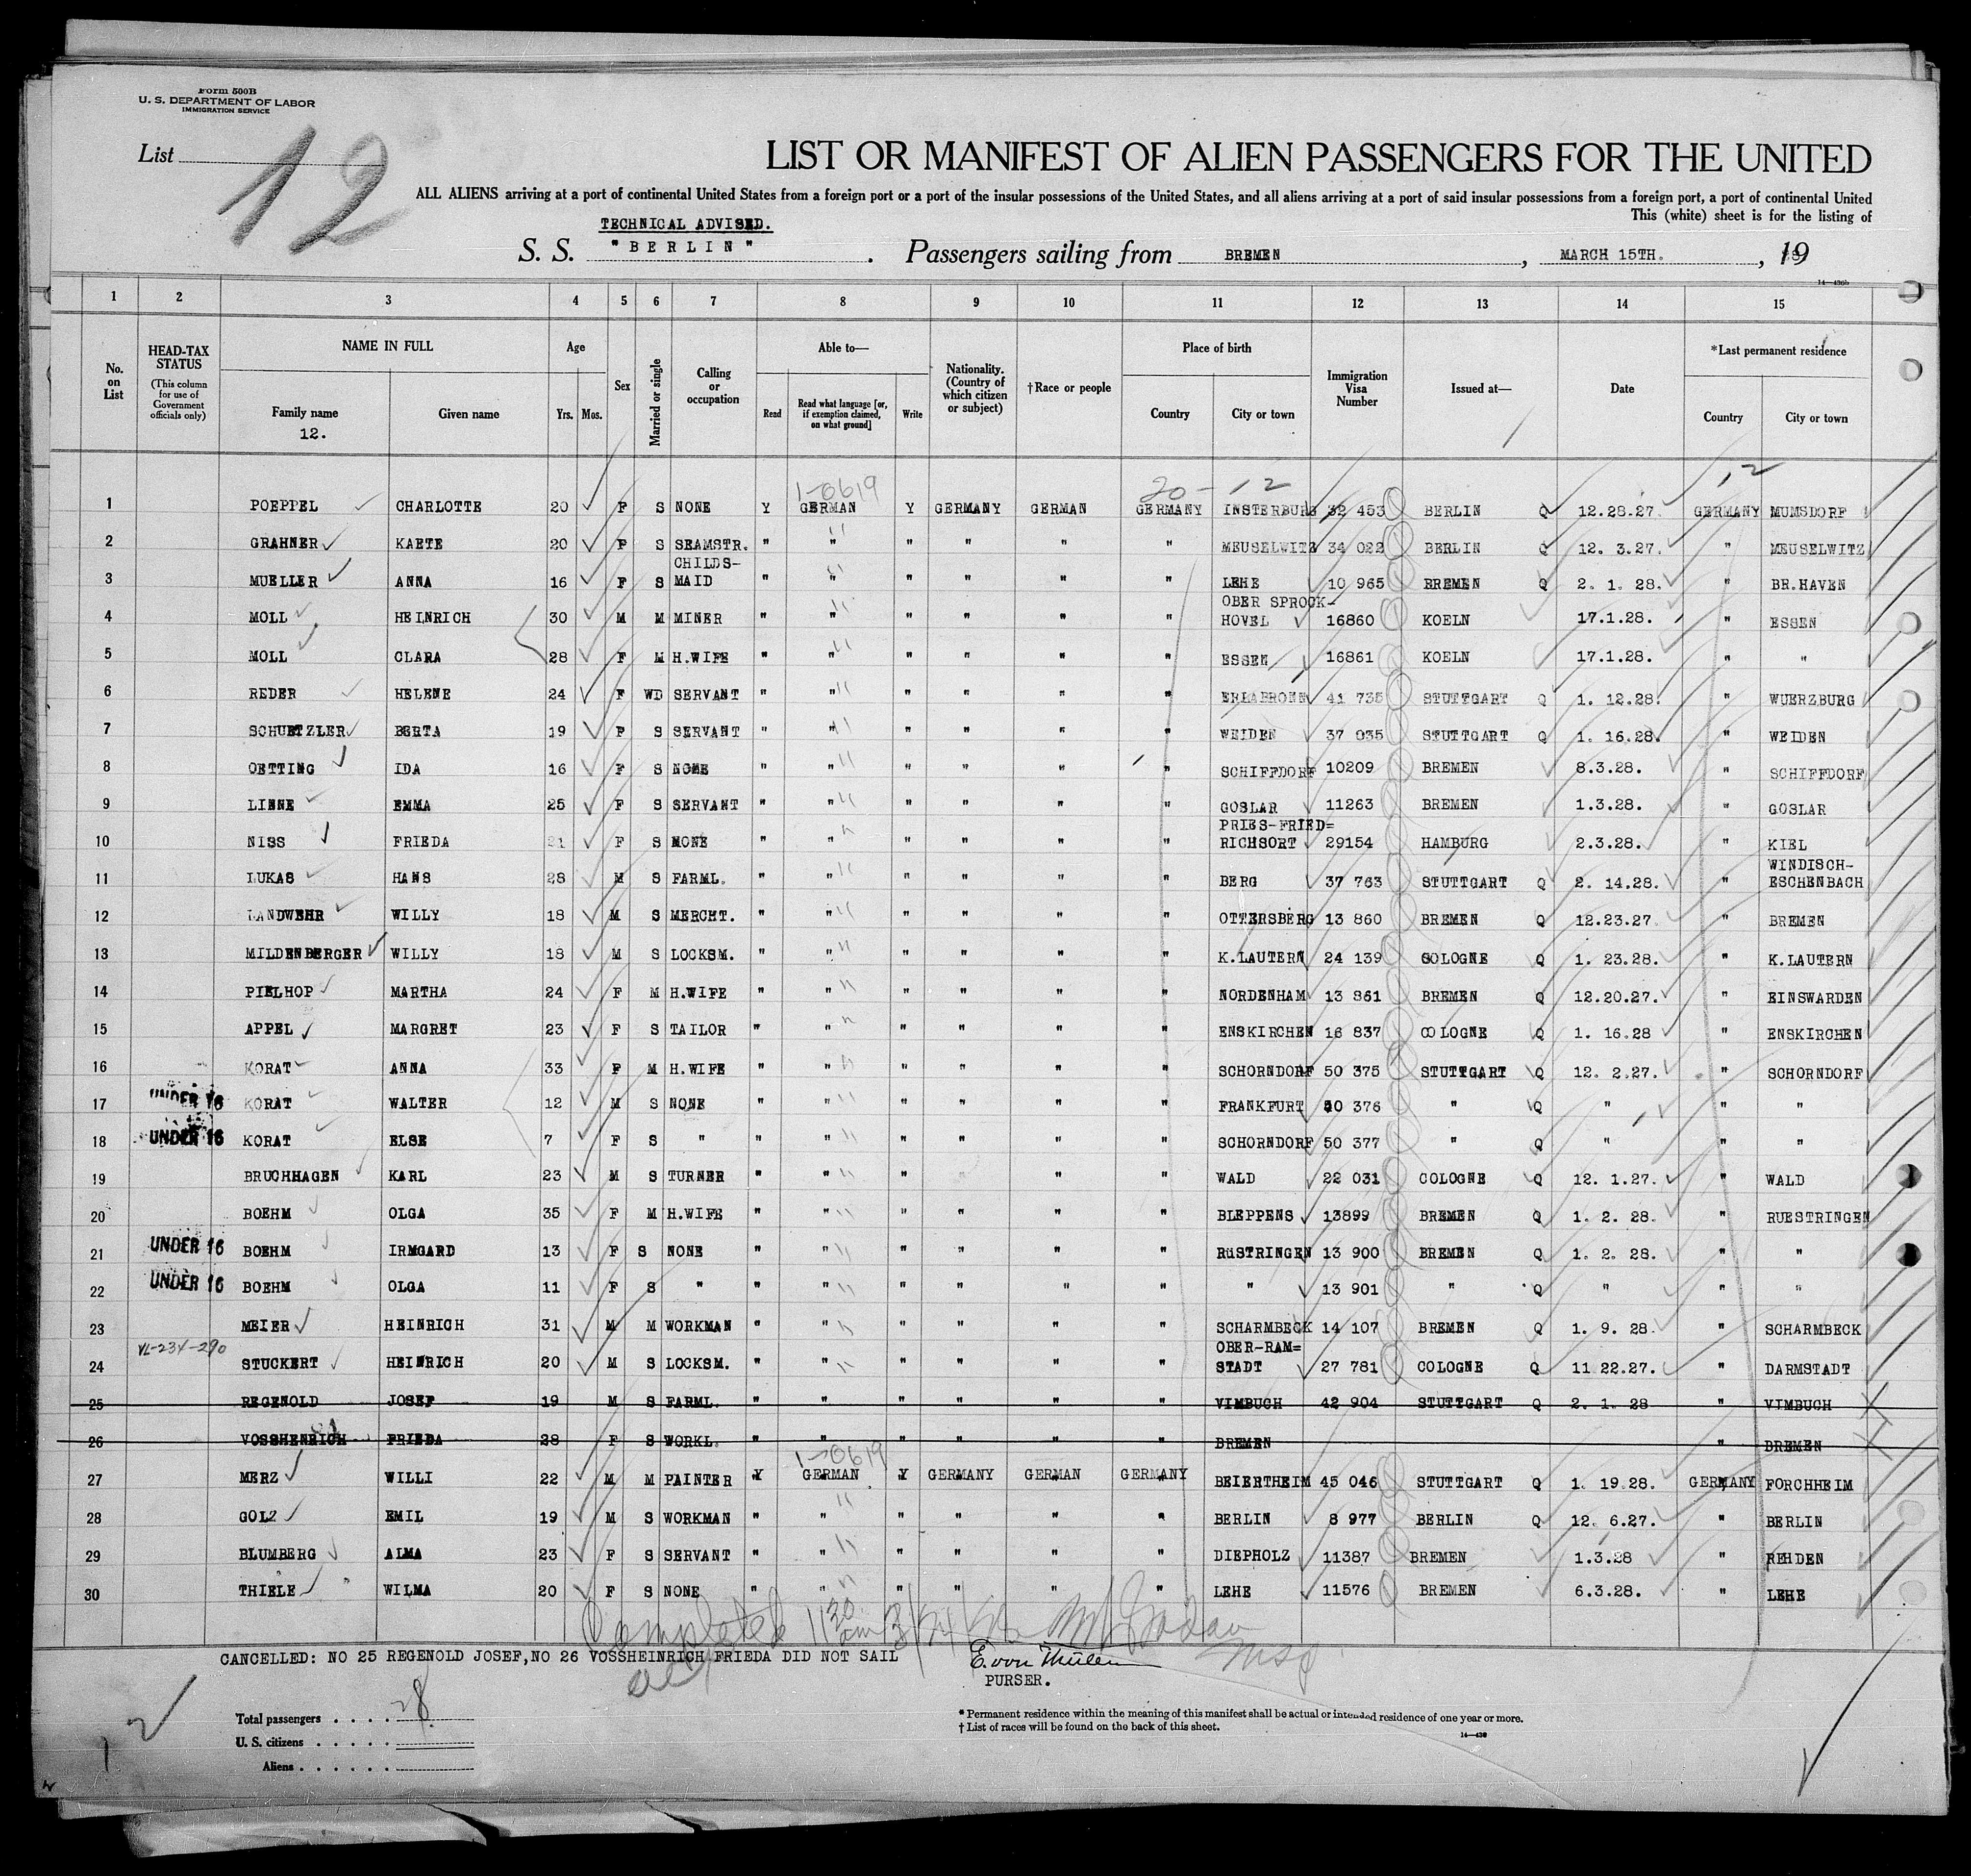 Form 500B
U. S. DEPARTMENT OF LABOR
IMMIGRATION SERVICE
List 12
LIST OR MANIFEST OF ALIEN PASSENGERS FOR THE UNITED
ALL ALIENS arriving at a port of continental United States from a foreign port or a port of the insular possessions of the United States, and all aliens arriving at a port of said insular possessions from a foreign port, a port of continental United
This (white) sheet is for the listing of
TECHNICAL ADVISED.
S. S. "BERLIN" . Passengers sailing from BREMEN , MARCH 15TH. , 19
14—430b
1 2 3 4 5 6 7 8 9 10 11 12 13 14 15
No. on List
HEAD-TAX STATUS
(This column for use of Government officials only)
NAME IN FULL
Family name
12.
Given name
Age
Yrs. Mos.
Sex
Married or single
Calling or occupation
Able to—
Read
Read what language [or, if exemption claimed, on what ground]
Write
Nationality. (Country of which citizen or subject)
†Race or people
Place of birth
Country City or town
Immigration Visa Number
Issued at—
Date
*Last permanent residence
Country City or town
1-0619 20-12 12
1 POEPPEL CHARLOTTE 20 F S NONE Y GERMAN Y GERMANY GERMAN GERMANY INSTERBURG 32 453 BERLIN Q 12.28.27. GERMANY MUMSDORF
2 GRAHNER KAETE 20 F S SEAMSTR. " " " " " " MEUSELWITZ 34 022 BERLIN Q 12. 3.27. " MEUSELWITZ
3 MUELLER ANNA 16 F S CHILDS-MAID " " " " " " LEHE 10 965 BREMEN Q 2. 1. 28. " BR.HAVEN
4 MOLL HEINRICH 30 M M MINER " " " " " " OBER SPROCK-HOVEL 16860 KOELN 17.1.28. " ESSEN
5 MOLL CLARA 28 F M H.WIFE " " " " " " ESSEN 16861 KOELN 17.1.28. " "
6 REDER HELENE 24 F WD SERVANT " " " " " " ERLABRONN 41 735 STUTTGART Q 1. 12.28. " WUERZBURG
7 SCHUETZLER BERTA 19 F S SERVANT " " " " " " WEIDEN 37 935 STUTTGART Q 1. 16.28. " WEIDEN
8 OETTING IDA 16 F S NONE " " " " " " SCHIFFDORF 10209 BREMEN 8.3.28. " SCHIFFDORF
9 LINNE EMMA 25 F S SERVANT " " " " " " GOSLAR 11263 BREMEN 1.3.28. " GOSLAR
10 NISS FRIEDA 21 F S NONE " " " " " " PRIES-FRIED=RICHSORT 29154 HAMBURG 2.3.28. " KIEL
11 LUKAS HANS 28 M S FARML. " " " " " " BERG 37 763 STUTTGART Q 2. 14.28. " WINDISCH-ESCHENBACH
12 LANDWEHR WILLY 18 M S MERCHT. " " " " " " OTTERSBERG 13 860 BREMEN Q 12.23.27. " BREMEN
13 MILDENBERGER WILLY 18 M S LOCKSM. " " " " " " K.LAUTERN 24 139 COLOGNE Q 1. 23.28. " K.LAUTERN
14 PIELHOP MARTHA 24 F M H.WIFE " " " " " " NORDENHAM 13 861 BREMEN Q 12.20.27. " EINSWARDEN
15 APPEL MARGRET 23 F S TAILOR " " " " " " ENSKIRCHEN 16 837 COLOGNE Q 1. 16.28 " ENSKIRCHEN
16 KORAT ANNA 33 F M H.WIFE " " " " " " SCHORNDORF 50 375 STUTTGART Q 12. 2.27. " SCHORNDORF
17 UNDER 16 KORAT WALTER 12 M S NONE " " " " " " FRANKFURT 50 376 " Q " " "
18 UNDER 16 KORAT ELSE 7 F S " " " " " " " SCHORNDORF 50 377 " Q " " "
19 BRUCHHAGEN KARL 23 M S TURNER " " " " " WALD 22 031 COLOGNE Q 12. 1.27. " WALD
20 BOEHM OLGA 35 F M H.WIFE " " " " " " BLEPPENS 13899 BREMEN Q 1. 2. 28. " RUESTRINGEN
21 UNDER 16 BOEHM IRMGARD 13 F S NONE " " " " " " RüSTRINGEN 13 900 BREMEN Q 1. 2. 28. " "
22 UNDER 16 BOEHM OLGA 11 F S " " " " " " " " 13 901 " Q " " "
23 MEIER HEINRICH 31 M M WORKMAN " " " " " " SCHARMBECK 14 107 BREMEN Q 1. 9. 28. " SCHARMBECK
24 VL-234-290 STUCKERT HEINRICH 20 M S LOCKSM. " " " " " " OBER-RAM=STADT 27 781 COLOGNE Q 11 22.27. " DARMSTADT
25 REGENOLD JOSEF 19 M S FARML. " " " " " " VIMBUCH 42 904 STUTTGART Q 2. 1. 28 " VIMBUCH
26 VOSSHENRICH FRIEDA 28 F S WORKL. " " " " " " BREMEN " BREMEN
1-0619
27 MERZ WILLI 22 M M PAINTER Y GERMAN Y GERMANY GERMAN GERMANY BEIERTHEIM 45 046 STUTTGART Q 1. 19.28. GERMANY FORCHHEIM
28 GOLZ EMIL 19 M S WORKMAN " " " " " " BERLIN 8 977 BERLIN Q 12. 6.27. " BERLIN
29 BLUMBERG ALMA 23 F S SERVANT " " " " " " DIEPHOLZ 11387 BREMEN 1.3.28 " REHDEN
30 THIELE WILMA 20 F S NONE " " " " " " LEHE 11576 BREMEN 6.3.28. " LEHE
Completed 11 30 am 3/24/28
CANCELLED: NO 25 REGENOLD JOSEF,NO 26 VOSSHEINRICH FRIEDA DID NOT SAIL
E. von Thülen
PURSER.
Total passengers . . . . 28
U. S. citizens . . . . .
Aliens . . . . . .
* Permanent residence within the meaning of this manifest shall be actual or intended residence of one year or more.
† List of races will be found on the back of this sheet.
14—430
12